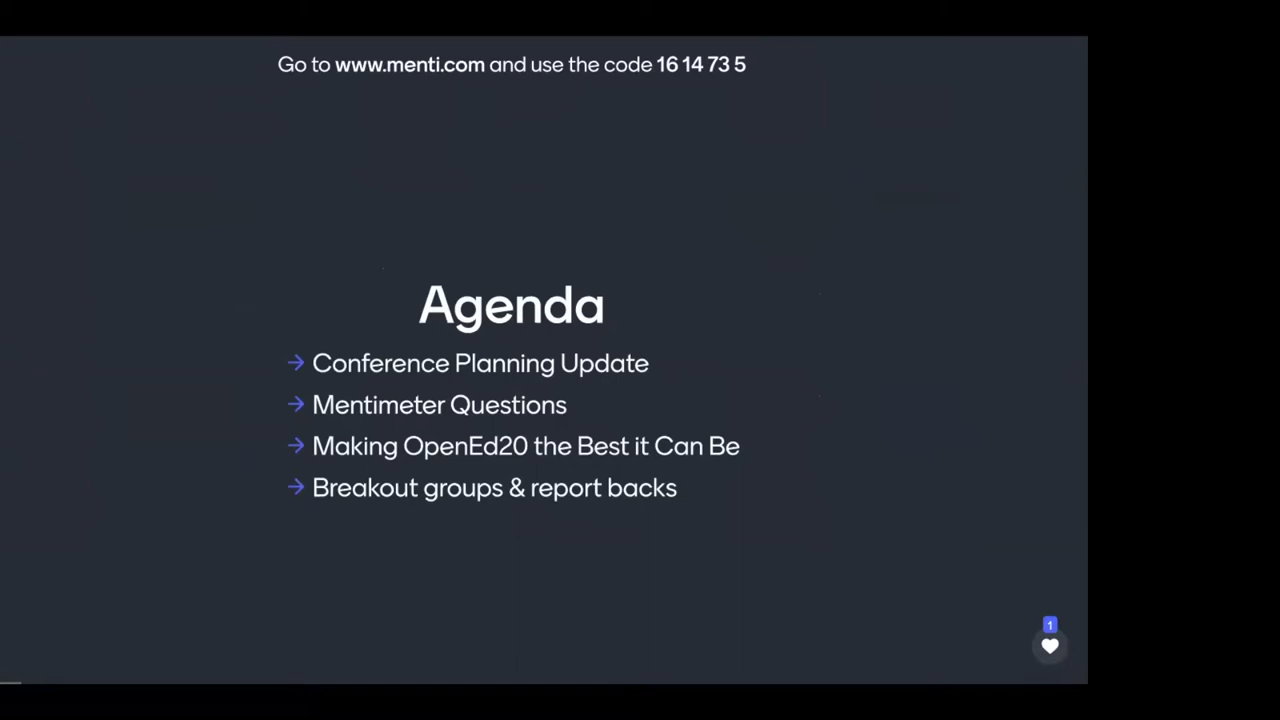 Go to www.menti.com and use the code 16 14 73 5
Agenda
→ Conference Planning Update
→ Mentimeter Questions
→ Making OpenEd20 the Best it Can Be
→ Breakout groups & report backs
1